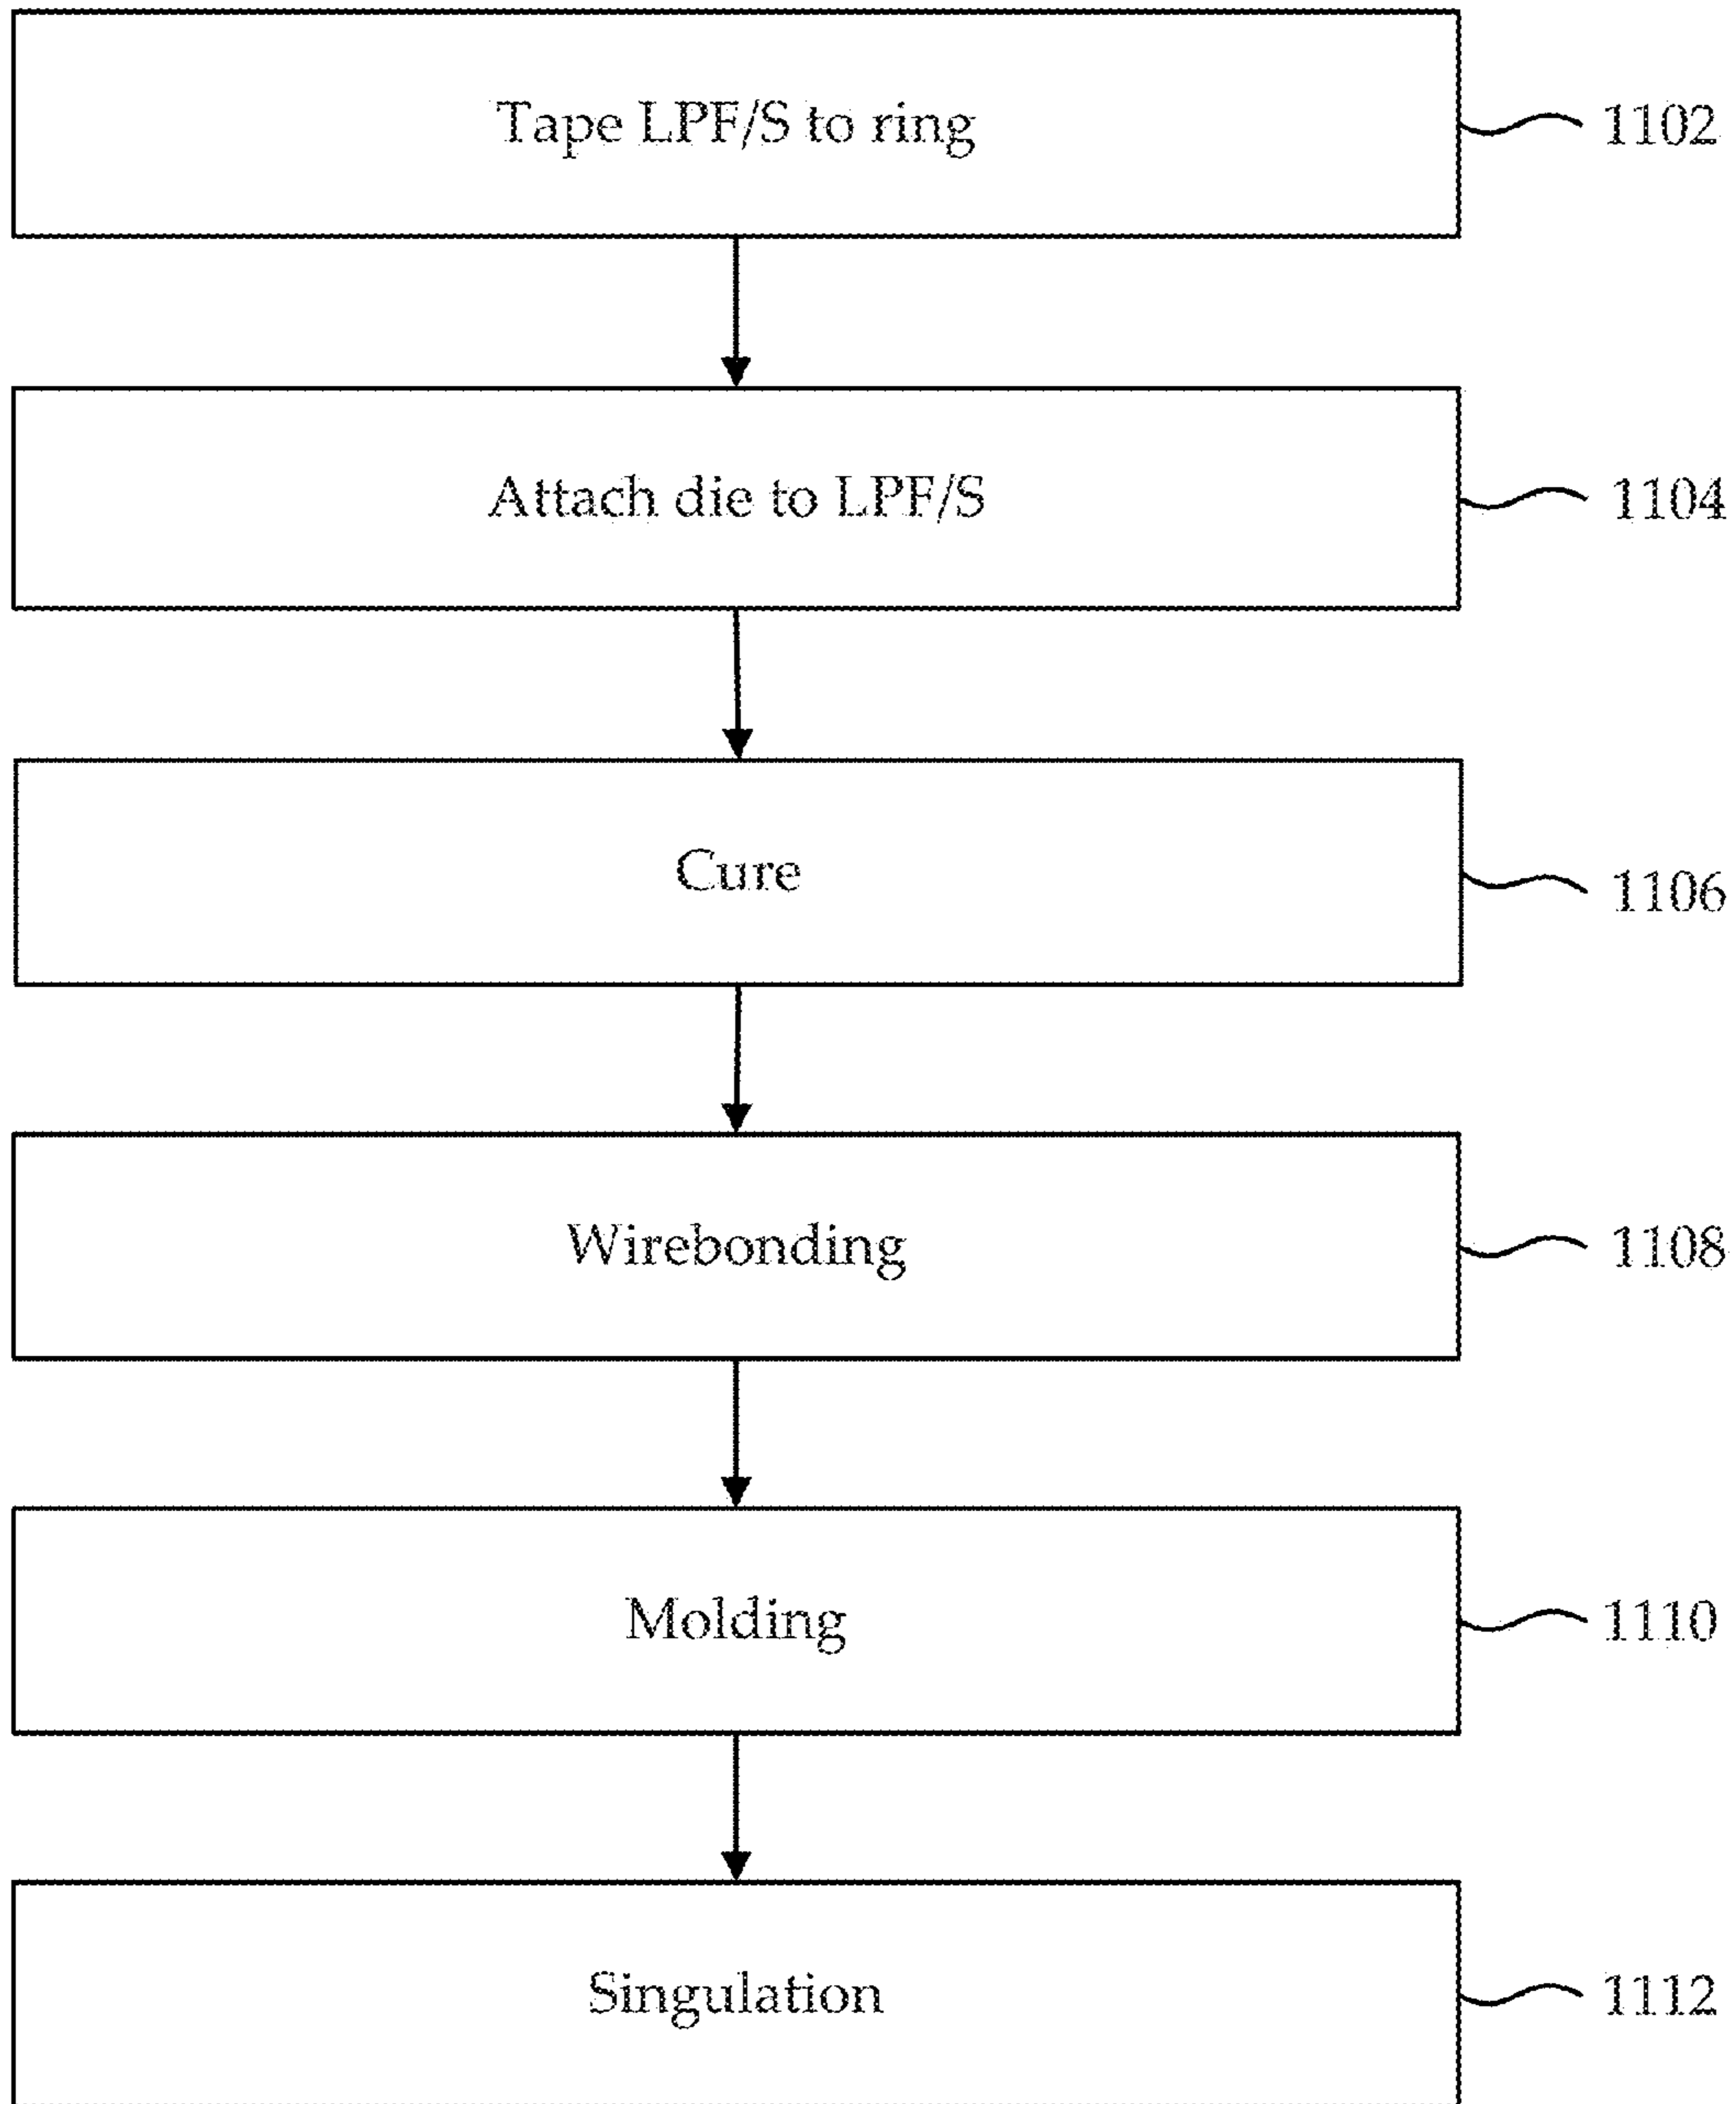 Tape LPF/S to ring
1102
Attach die to LPF/S
1104
Cure
1106
Wirebonding
1108
Molding
1110
Singulation
1112